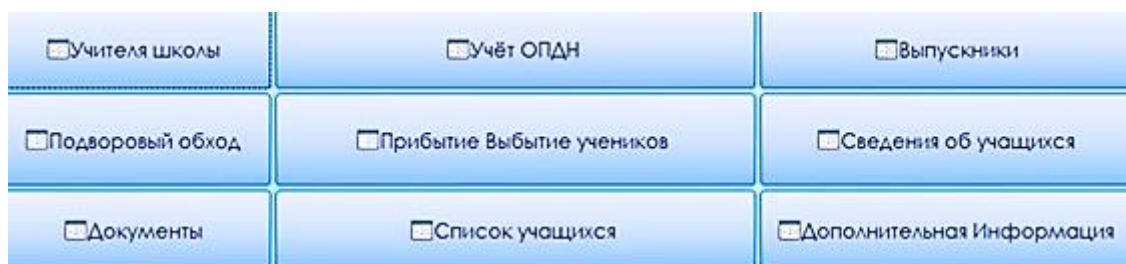 Учителя школы
Учёт ОПДН
Выпускники
Подворовый обход
Прибытие Выбытие учеников
Сведения об учащихся
Документы
Список учащихся
Дополнительная Информация